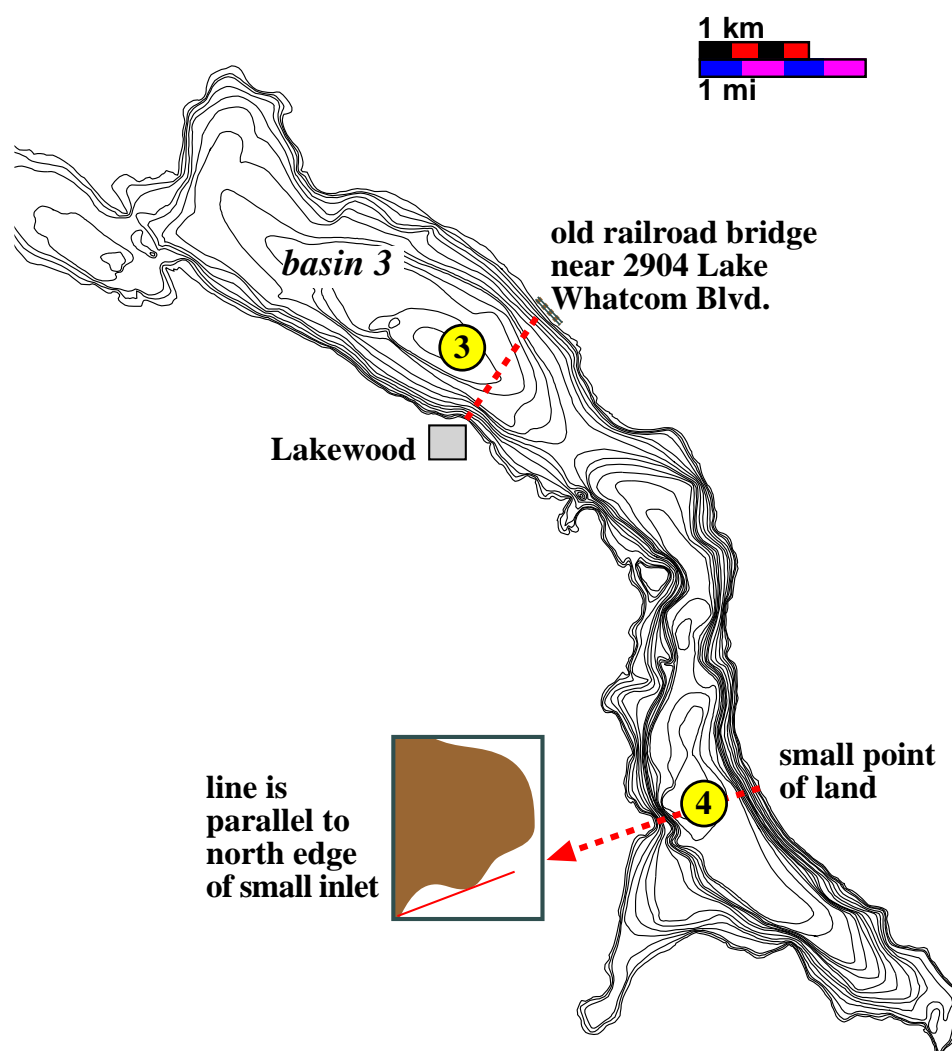 1 km
1 mi
old railroad bridge
near 2904 Lake
Whatcom Blvd.
basin 3
3
Lakewood
small point
of land
4
line is
parallel to
north edge
of small inlet